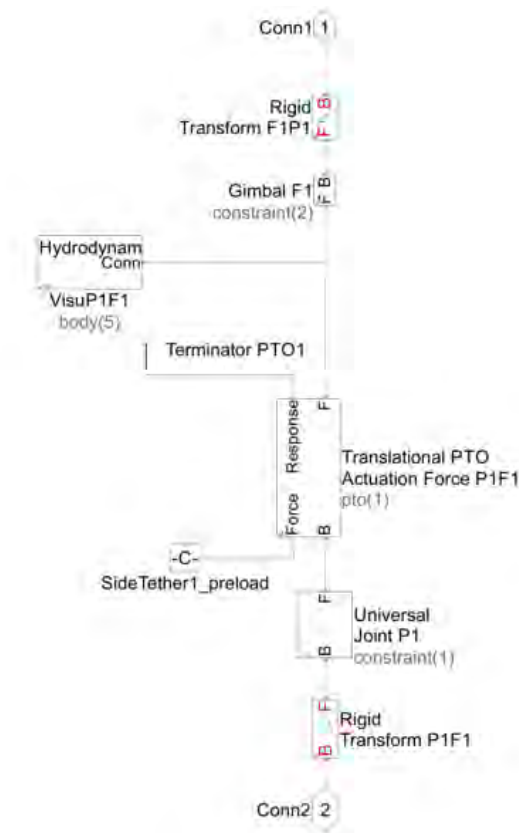 Conn1 1
B
Rigid
Transform F1P1
F
B
Gimbal F1
F
constraint(2)
Hydrodynam
Conn
VisuP1F1
body(5)
Terminator PTO1
Response
F
Translational PTO
Actuation Force P1F1
pto(1)
Force
B
-C-
SideTether1_preload
F
Universal
Joint P1
B
constraint(1)
F
Rigid
Transform P1F1
B
Conn2 2